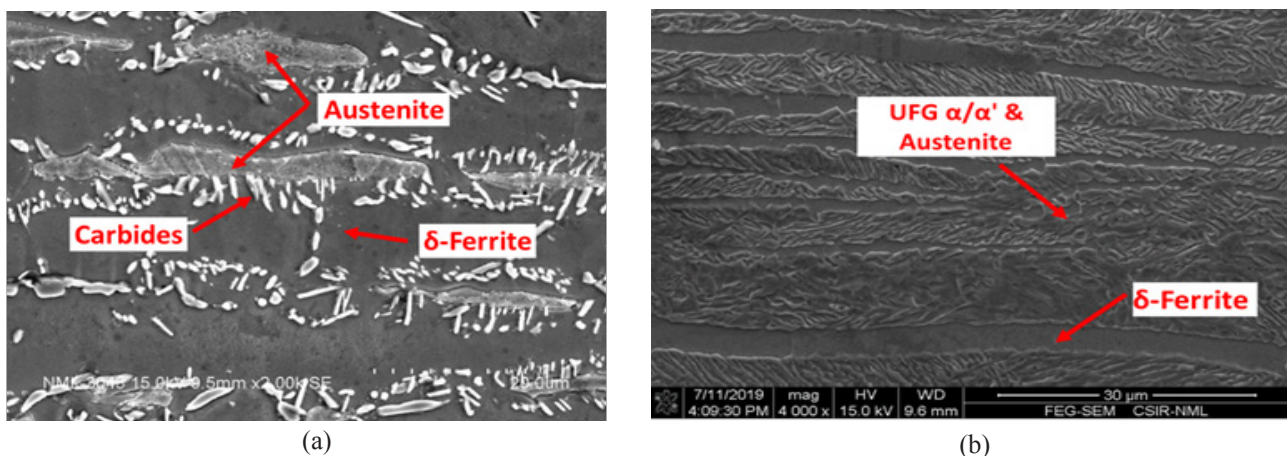 Austenite
Carbides
δ-Ferrite
15.0kV 9.5mm x2.00k SE
20.0um
(a)
UFG α/α' &
Austenite
δ-Ferrite
7/11/2019 mag HV WD
4:09:30 PM 4 000 x 15.0 kV 9.6 mm
30 µm
FEG-SEM CSIR-NML
(b)